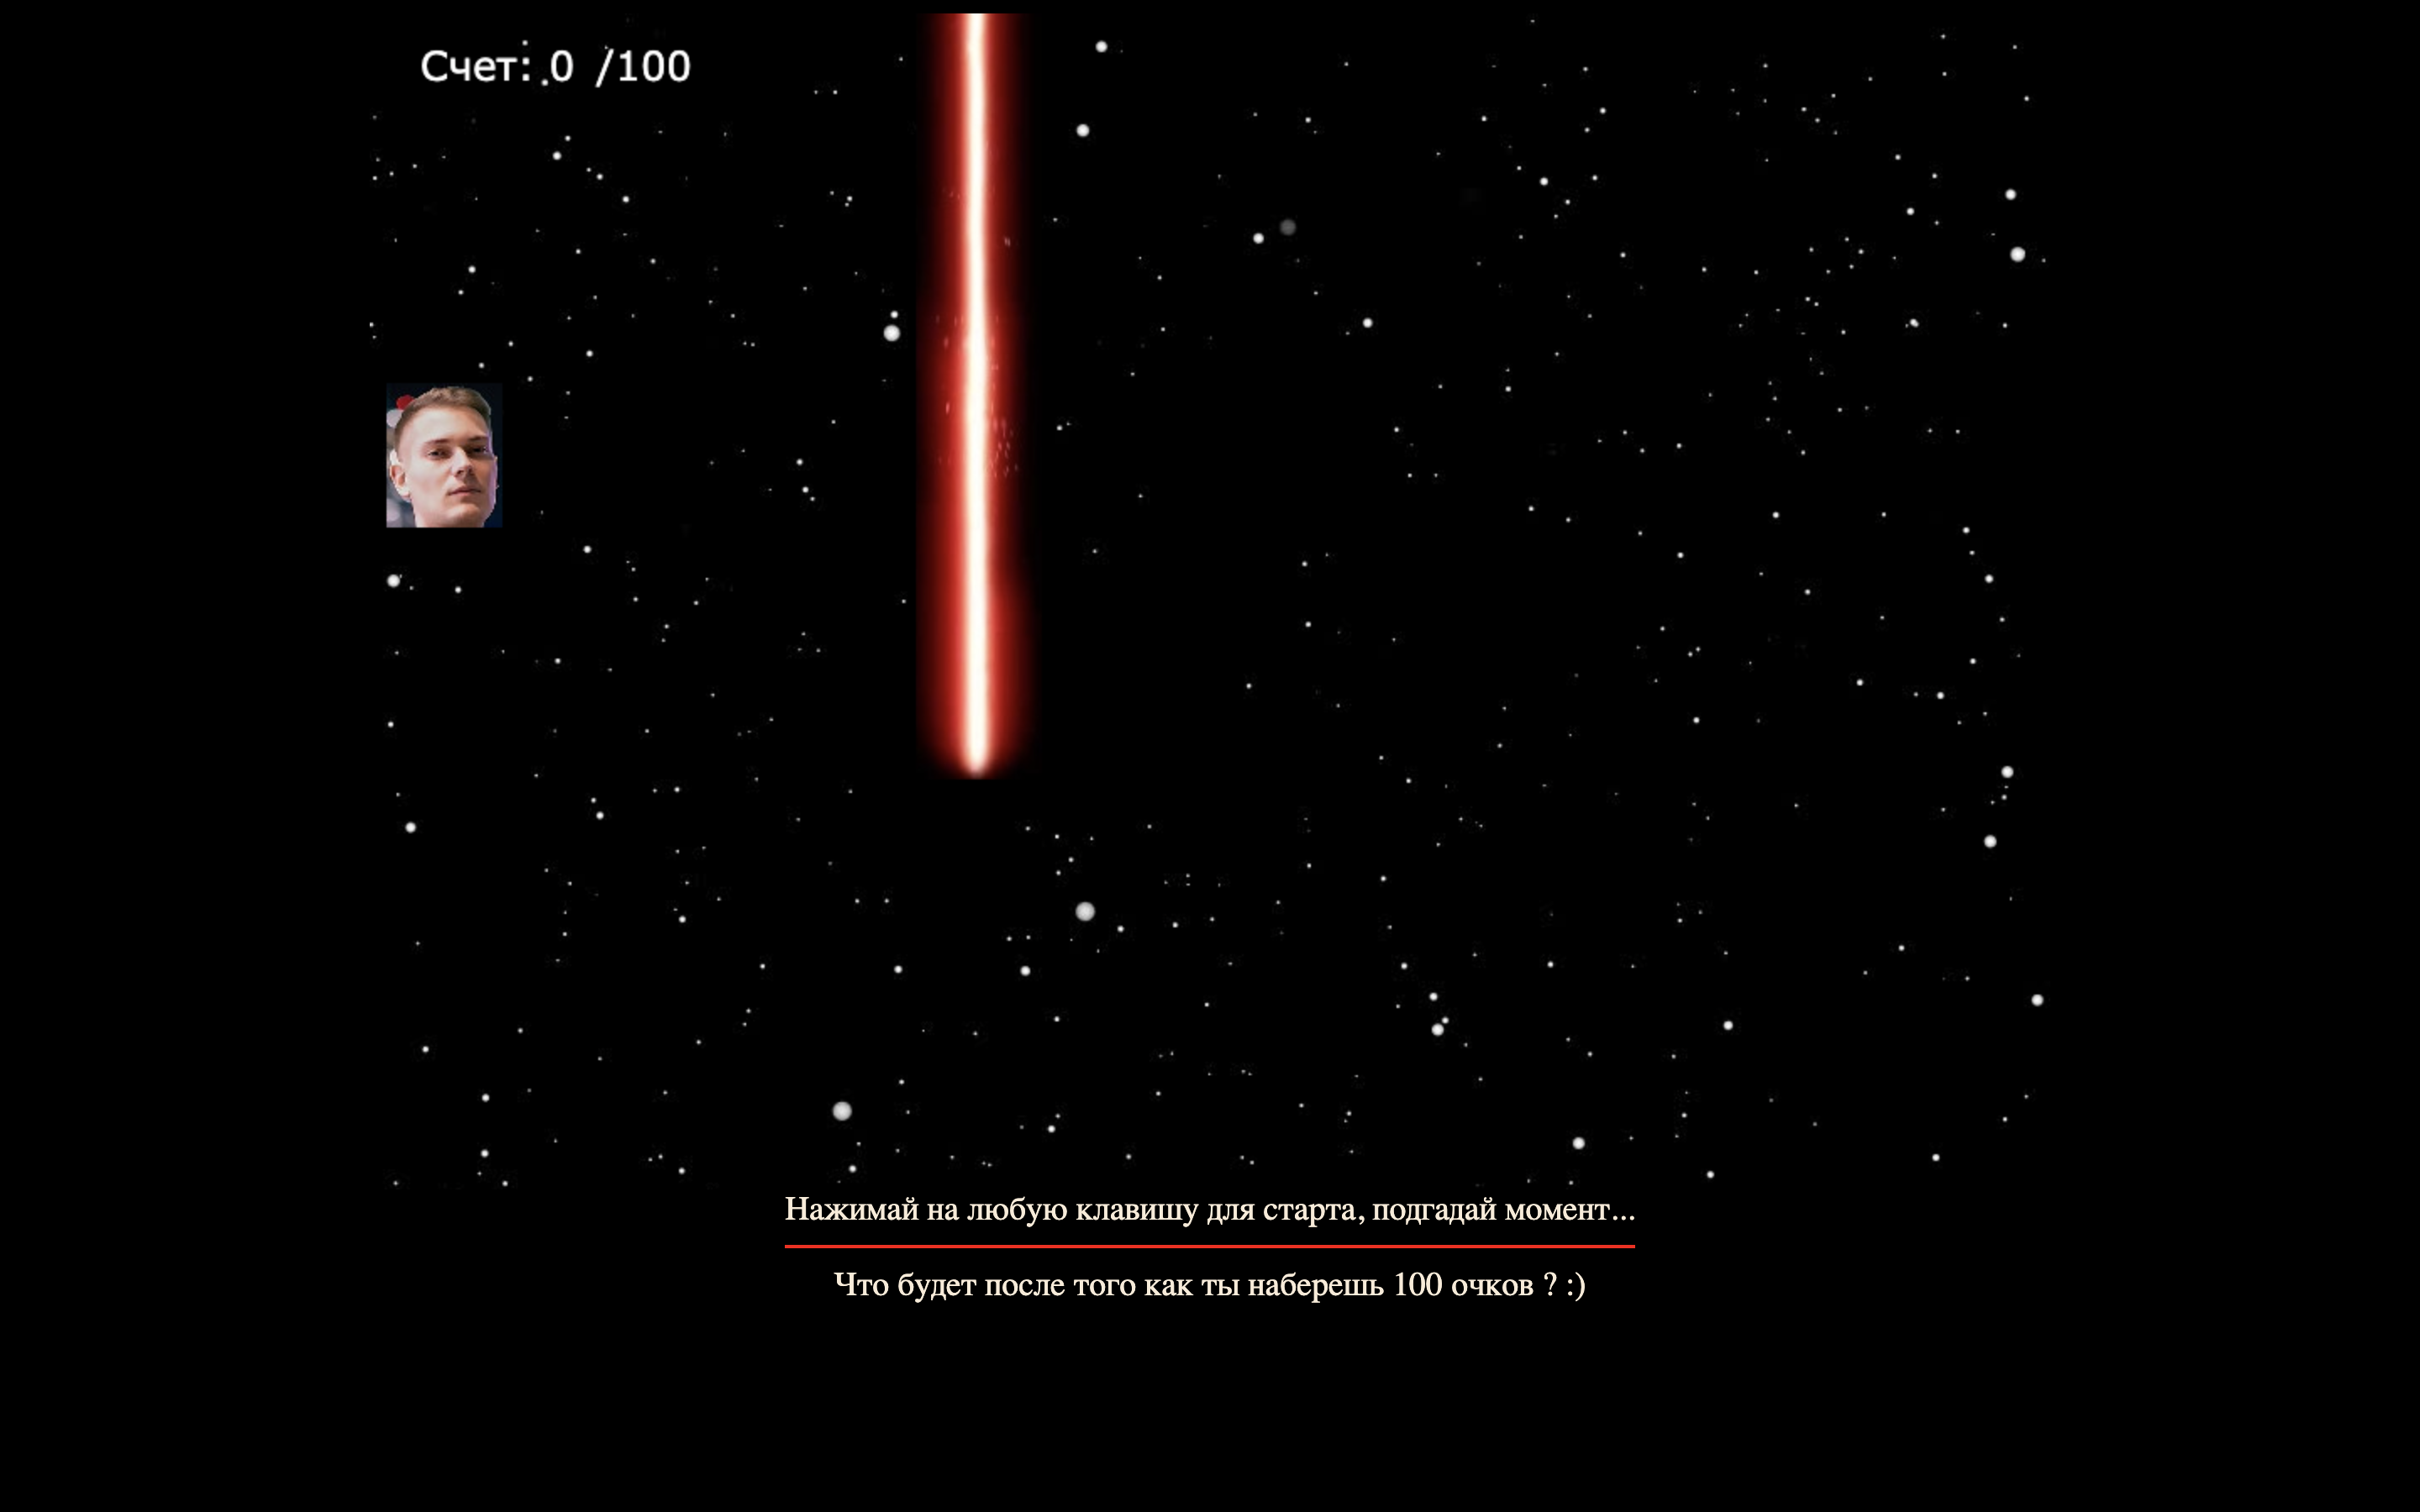 Счет: 0 /100
Нажимай на любую клавишу для старта, подгадай момент...
Что будет после того как ты наберешь 100 очков ? :)